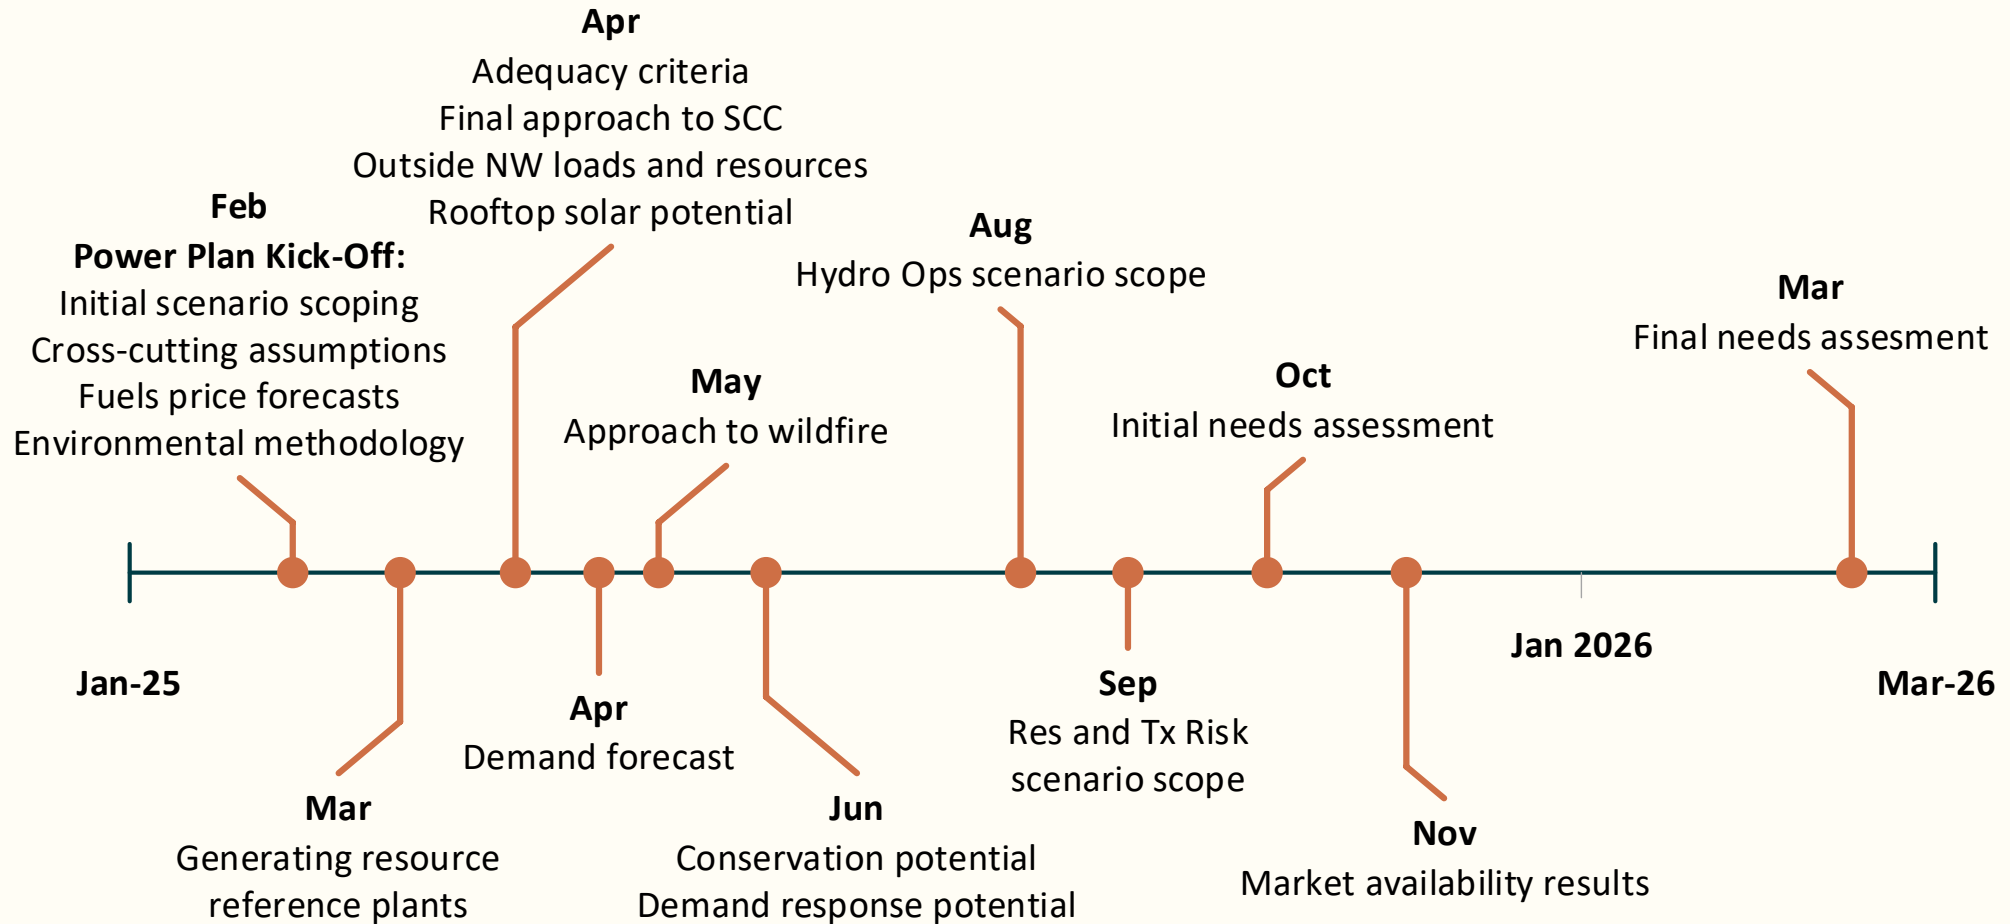 Apr
Adequacy criteria
Final approach to SCC
Outside NW loads and resources
Rooftop solar potential
Feb
Power Plan Kick-Off:
Initial scenario scoping
Cross-cutting assumptions
Fuels price forecasts
Environmental methodology
May
Approach to wildfire
Aug
Hydro Ops scenario scope
Oct
Initial needs assessment
Mar
Final needs assesment
Jan-25
Mar
Generating resource
reference plants
Apr
Demand forecast
Jun
Conservation potential
Demand response potential
Sep
Res and Tx Risk
scenario scope
Nov
Market availability results
Jan 2026
Mar-26